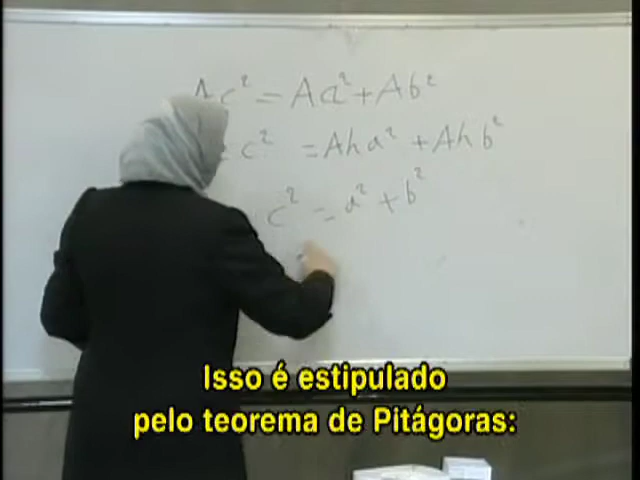 Ac² = Aa² + Ab²
c² = Aha² + Ahb²
c² = a² + b²
Isso é estipulado
pelo teorema de Pitágoras: